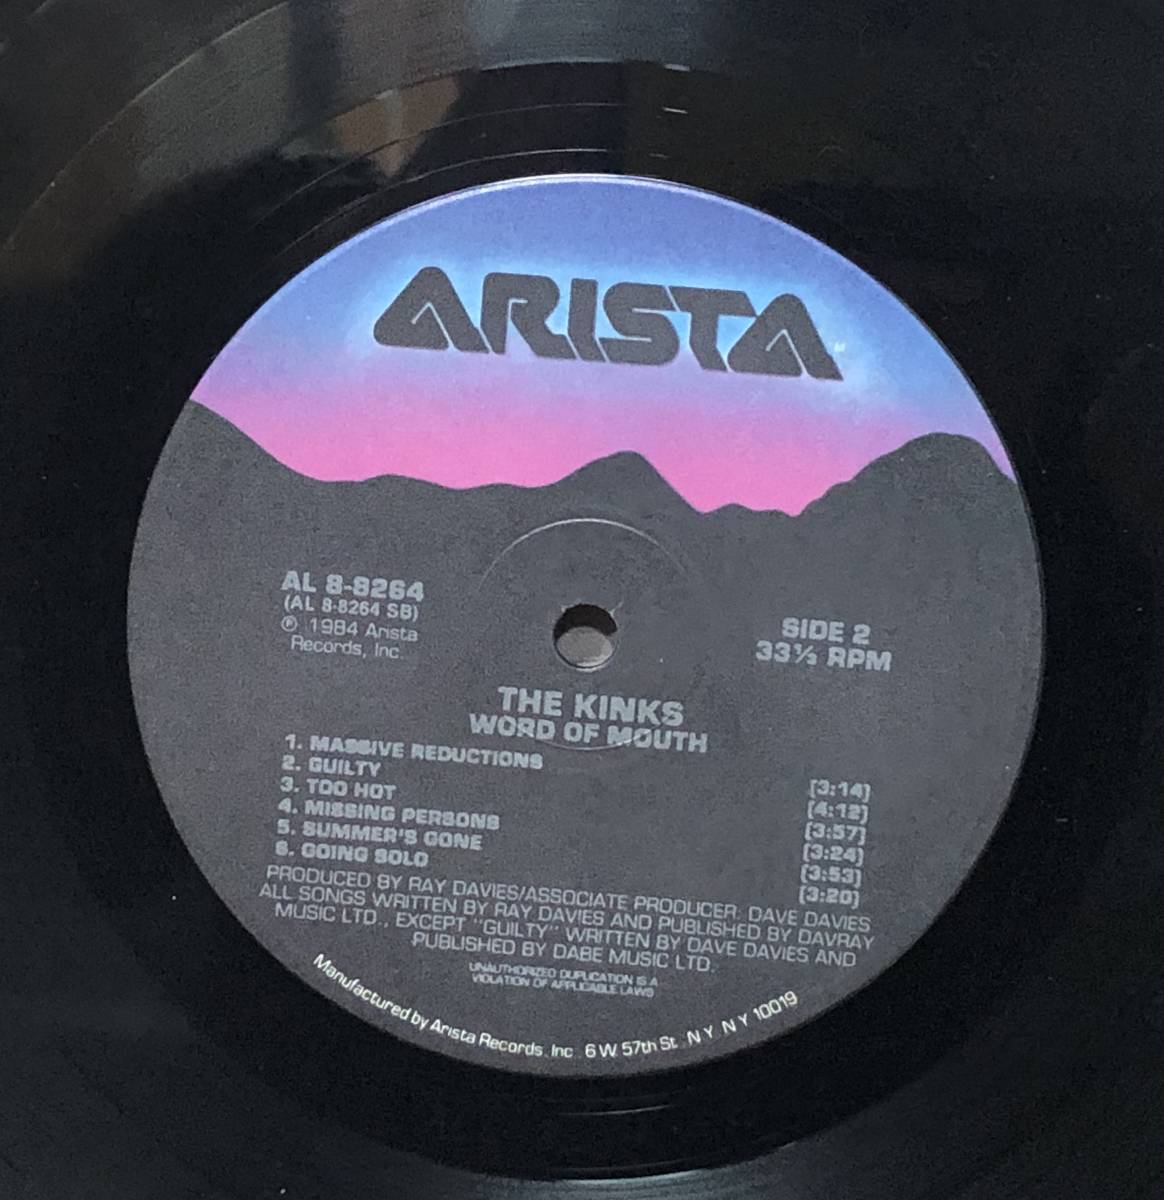 ARISTA
AL 8-8264
(AL 8-8264 SB)
℗ 1984 Arista
Records, Inc.
SIDE 2
33⅓ RPM
THE KINKS
WORD OF MOUTH
1. MASSIVE REDUCTIONS [3:14]
2. GUILTY [4:12]
3. TOO HOT [3:57]
4. MISSING PERSONS [3:24]
5. SUMMER'S GONE [3:53]
6. GOING SOLO [3:20]
PRODUCED BY RAY DAVIES/ASSOCIATE PRODUCER: DAVE DAVIES
ALL SONGS WRITTEN BY RAY DAVIES AND PUBLISHED BY DAVRAY
MUSIC LTD., EXCEPT "GUILTY" WRITTEN BY DAVE DAVIES AND
PUBLISHED BY DABE MUSIC LTD.
UNAUTHORIZED DUPLICATION IS A
VIOLATION OF APPLICABLE LAWS
Manufactured by Arista Records, Inc. 6 W. 57th St. N Y N Y 10019